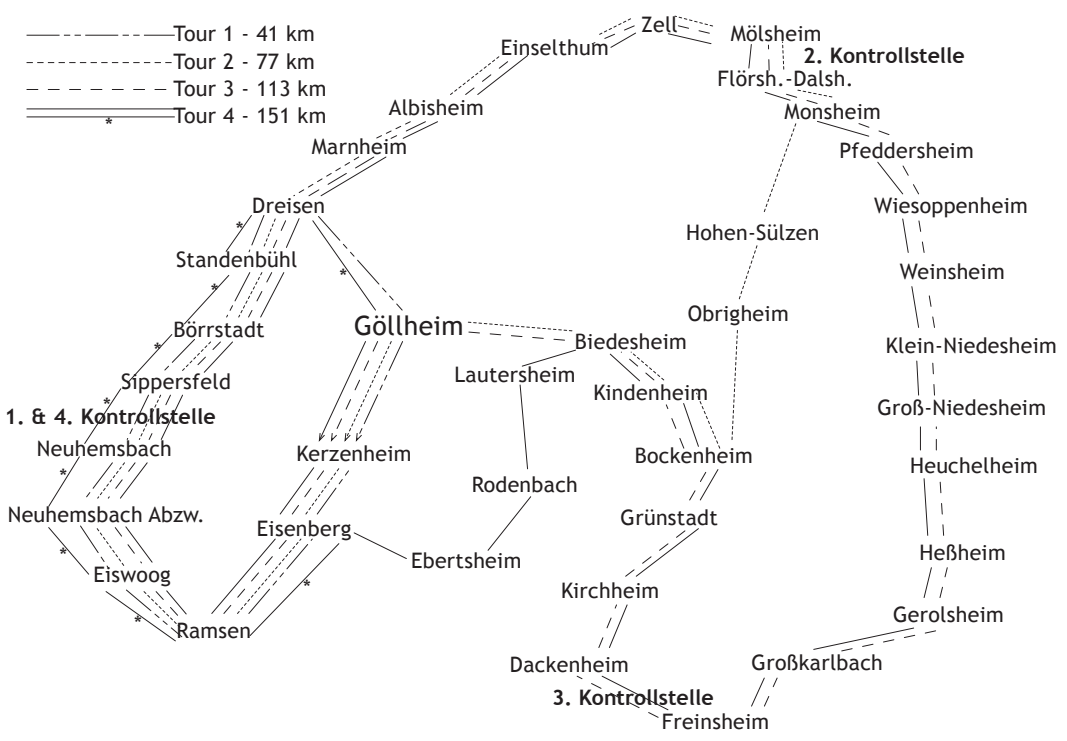 Tour 1 - 41 km
Tour 2 - 77 km
Tour 3 - 113 km
* Tour 4 - 151 km
Zell
Mölsheim
Einselthum
2. Kontrollstelle
Flörsh.-Dalsh.
Albisheim
Monsheim
Marnheim
Pfeddersheim
Dreisen
Wiesoppenheim
*
Hohen-Sülzen
Standenbühl
Weinsheim
*
*
Obrigheim
Göllheim
Börrstadt
Biedesheim
Klein-Niedesheim
*
Lautersheim
Sippersfeld
Kindenheim
*
Groß-Niedesheim
1. & 4. Kontrollstelle
Neuhemsbach
Kerzenheim
Bockenheim
Heuchelheim
*
Rodenbach
Neuhemsbach Abzw.
Grünstadt
Eisenberg
*
Heßheim
Ebertsheim
Eiswoog
*
Kirchheim
Gerolsheim
*
Ramsen
Dackenheim
Großkarlbach
3. Kontrollstelle
Freinsheim